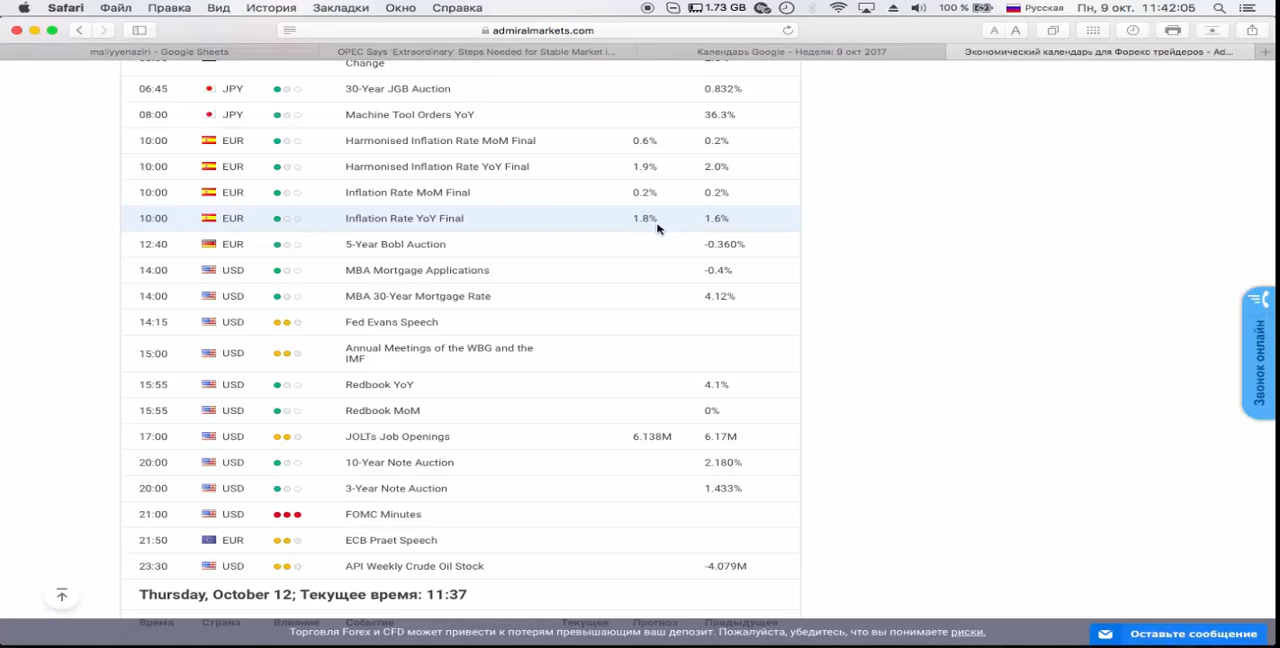 Safari Файл Правка Вид История Закладки Окно Справка 1.73 GB 100 % Русская Пн, 9 окт. 11:42:05
admiralmarkets.com A A
maliyyenaziri - Google Sheets OPEC Says 'Extraordinary' Steps Needed for Stable Market i... Календарь Google - Неделя: 9 окт 2017 Экономический календарь для Форекс трейдеров - Ad...
Change
06:45 JPY 30-Year JGB Auction 0.832%
08:00 JPY Machine Tool Orders YoY 36.3%
10:00 EUR Harmonised Inflation Rate MoM Final 0.6% 0.2%
10:00 EUR Harmonised Inflation Rate YoY Final 1.9% 2.0%
10:00 EUR Inflation Rate MoM Final 0.2% 0.2%
10:00 EUR Inflation Rate YoY Final 1.8% 1.6%
12:40 EUR 5-Year Bobl Auction -0.360%
14:00 USD MBA Mortgage Applications -0.4%
14:00 USD MBA 30-Year Mortgage Rate 4.12%
14:15 USD Fed Evans Speech
15:00 USD Annual Meetings of the WBG and the
IMF
15:55 USD Redbook YoY 4.1%
15:55 USD Redbook MoM 0%
17:00 USD JOLTs Job Openings 6.138M 6.17M
20:00 USD 10-Year Note Auction 2.180%
20:00 USD 3-Year Note Auction 1.433%
21:00 USD FOMC Minutes
21:50 EUR ECB Praet Speech
23:30 USD API Weekly Crude Oil Stock -4.079M
Thursday, October 12; Текущее время: 11:37
Время Страна Влияние Событие Текущее Прогноз Предыдущее
Торговля Forex и CFD может привести к потерям превышающим ваш депозит. Пожалуйста, убедитесь, что вы понимаете риски.
Оставьте сообщение
Звонок онлайн